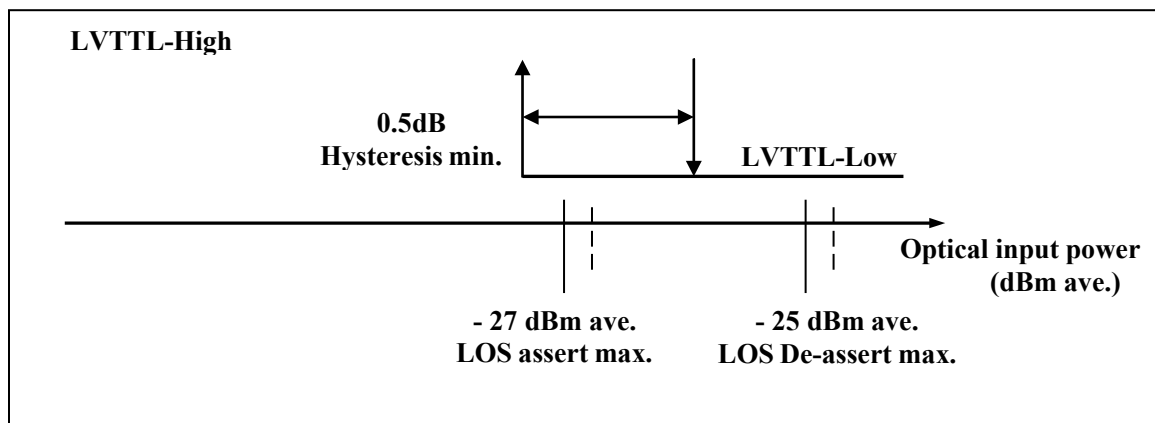 LVTTL-High
0.5dB
Hysteresis min.
LVTTL-Low
Optical input power
(dBm ave.)
- 27 dBm ave.
LOS assert max.
- 25 dBm ave.
LOS De-assert max.